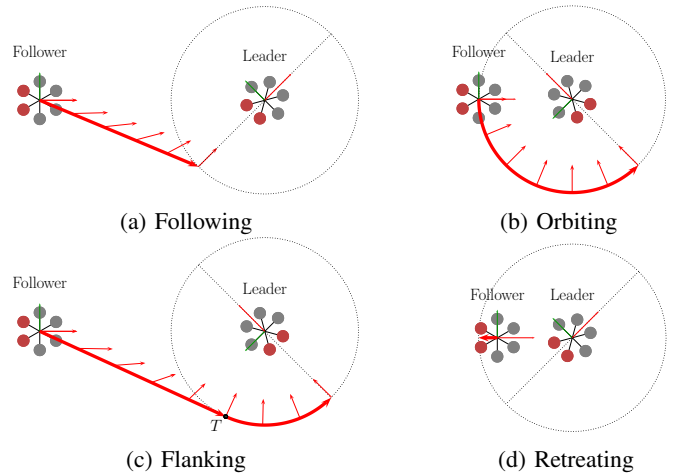 Follower
Leader
(a) Following
Follower
Leader
(b) Orbiting
Follower
Leader
T
(c) Flanking
Follower
Leader
(d) Retreating